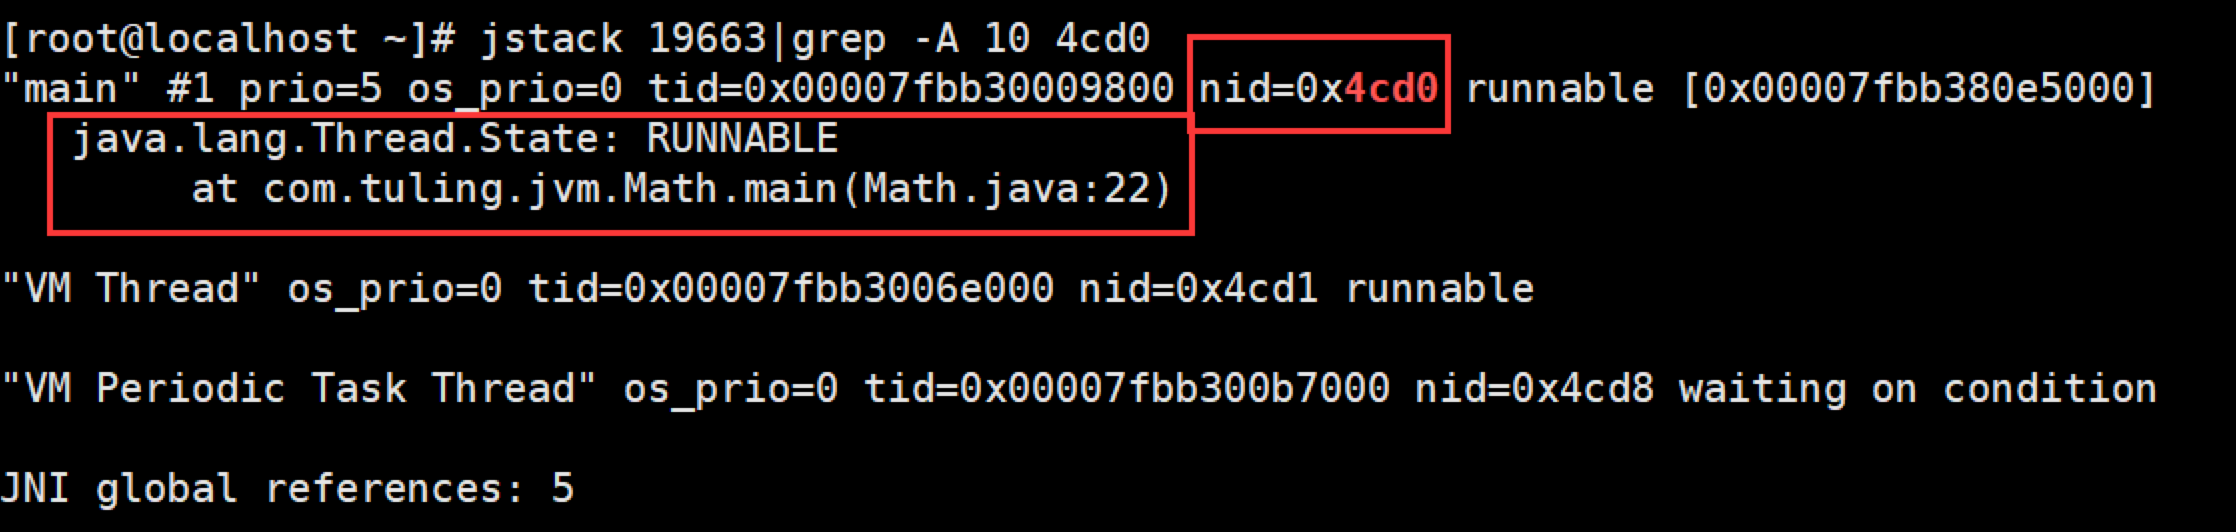 [root@localhost ~]# jstack 19663|grep -A 10 4cd0
"main" #1 prio=5 os_prio=0 tid=0x00007fbb30009800 nid=0x4cd0 runnable [0x00007fbb380e5000]
java.lang.Thread.State: RUNNABLE
at com.tuling.jvm.Math.main(Math.java:22)
"VM Thread" os_prio=0 tid=0x00007fbb3006e000 nid=0x4cd1 runnable
"VM Periodic Task Thread" os_prio=0 tid=0x00007fbb300b7000 nid=0x4cd8 waiting on condition
JNI global references: 5